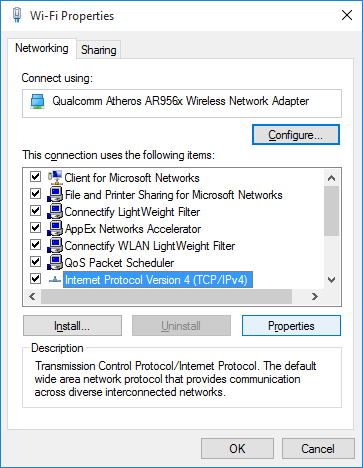 Wi-Fi Properties
Networking Sharing
Connect using:
Qualcomm Atheros AR956x Wireless Network Adapter
Configure...
This connection uses the following items:
Client for Microsoft Networks
File and Printer Sharing for Microsoft Networks
Connectify LightWeight Filter
AppEx Networks Accelerator
Connectify WLAN LightWeight Filter
QoS Packet Scheduler
Internet Protocol Version 4 (TCP/IPv4)
Install... Uninstall Properties
Description
Transmission Control Protocol/Internet Protocol. The default
wide area network protocol that provides communication
across diverse interconnected networks.
OK Cancel